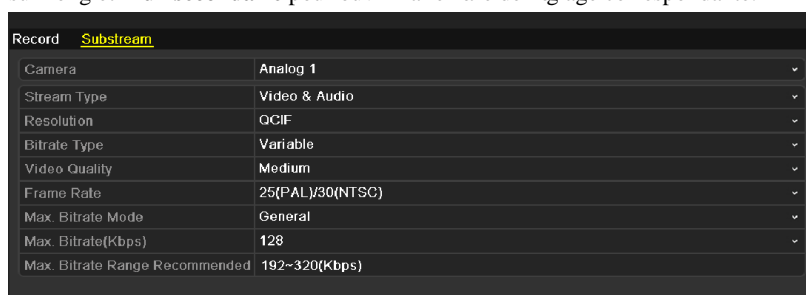 Record Substream
Camera Analog 1
Stream Type Video & Audio
Resolution QCIF
Bitrate Type Variable
Video Quality Medium
Frame Rate 25(PAL)/30(NTSC)
Max. Bitrate Mode General
Max. Bitrate(Kbps) 128
Max. Bitrate Range Recommended 192~320(Kbps)